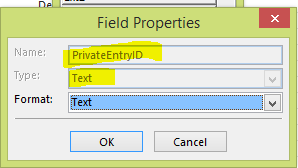 Field Properties
Name: PrivateEntryID
Type: Text
Format: Text
OK Cancel